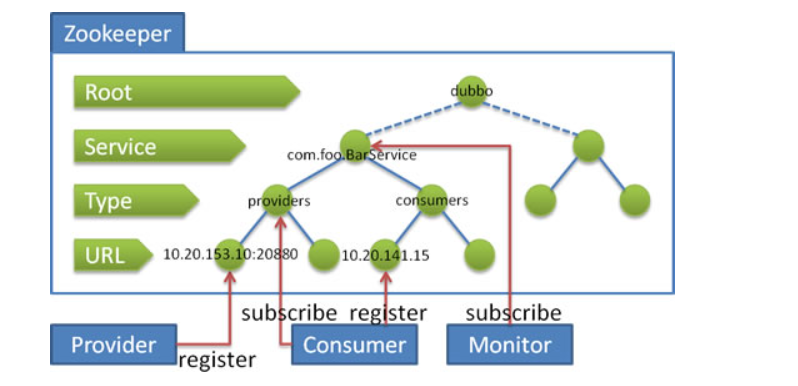 Zookeeper
Root
dubbo
Service
com.foo.BarService
Type
providers
consumers
URL
10.20.153.10:20880
10.20.141.15
subscribe
register
subscribe
Provider
register
Consumer
Monitor